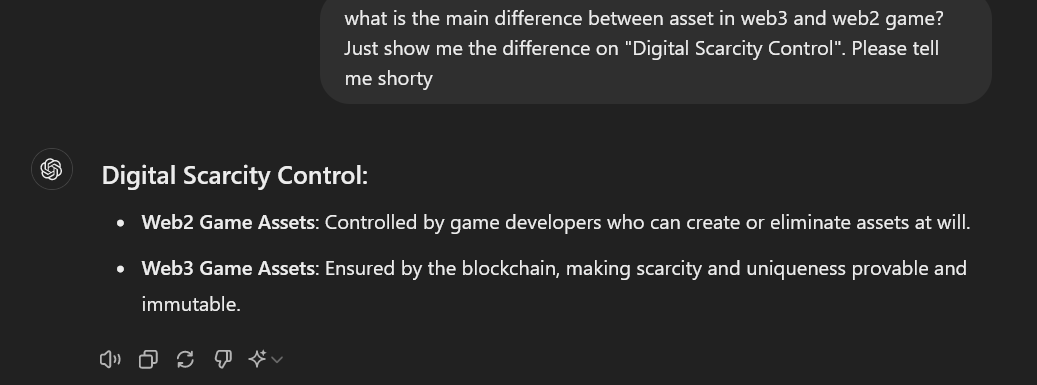 what is the main difference between asset in web3 and web2 game?
Just show me the difference on "Digital Scarcity Control". Please tell
me shorty
Digital Scarcity Control:
• Web2 Game Assets: Controlled by game developers who can create or eliminate assets at will.
• Web3 Game Assets: Ensured by the blockchain, making scarcity and uniqueness provable and
immutable.